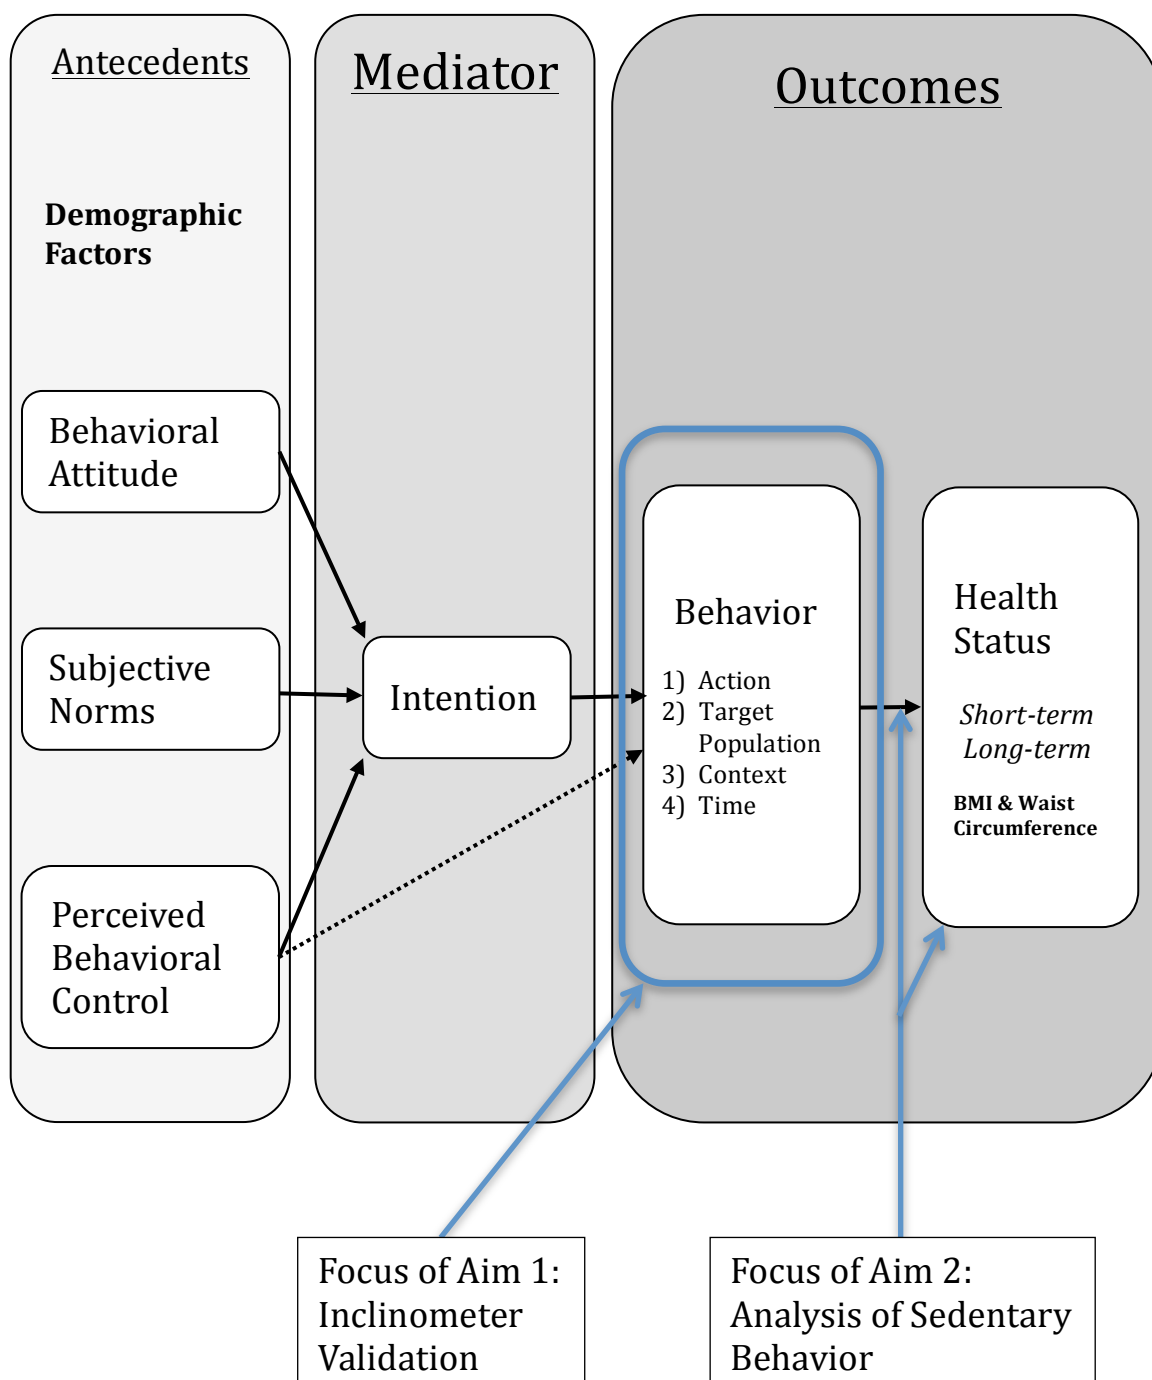 Antecedents
Demographic
Factors
Behavioral
Attitude
Subjective
Norms
Perceived
Behavioral
Control
Mediator
Intention
Outcomes
Behavior
1) Action
2) Target
Population
3) Context
4) Time
Health
Status
Short-term
Long-term
BMI & Waist
Circumference
Focus of Aim 1:
Inclinometer
Validation
Focus of Aim 2:
Analysis of Sedentary
Behavior